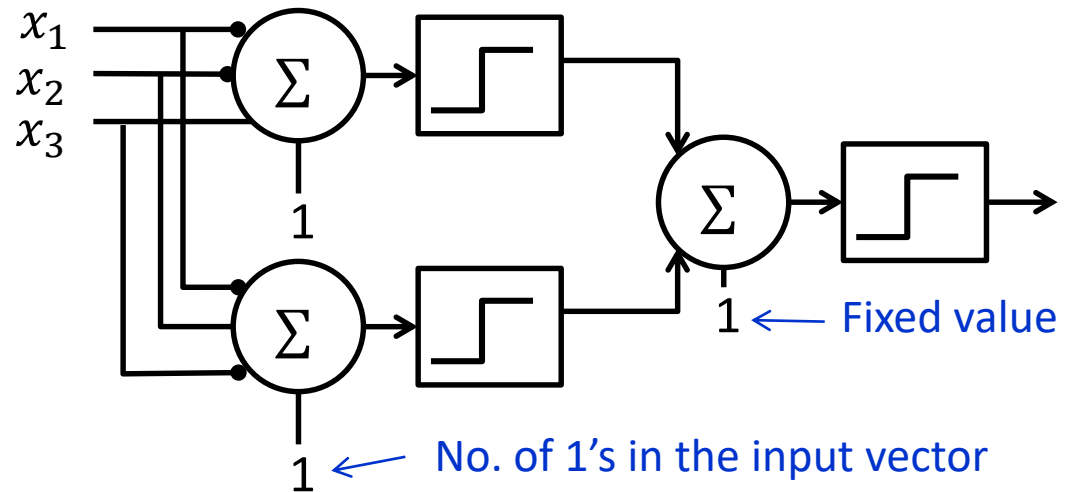 x₁
x₂
x₃
Σ
1
Σ
1
Σ
1
Fixed value
No. of 1's in the input vector